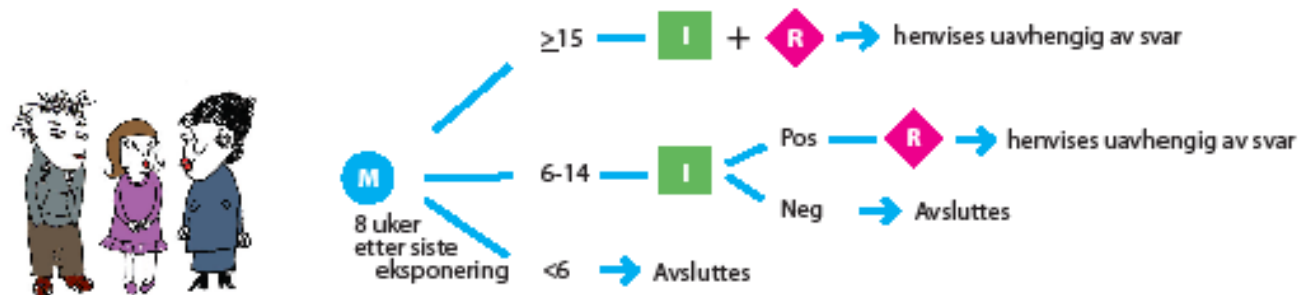 ≥15 I + R henvises uavhengig av svar
Pos R henvises uavhengig av svar
M 6-14 I
Neg Avsluttes
8 uker
etter siste
eksponering
<6 Avsluttes